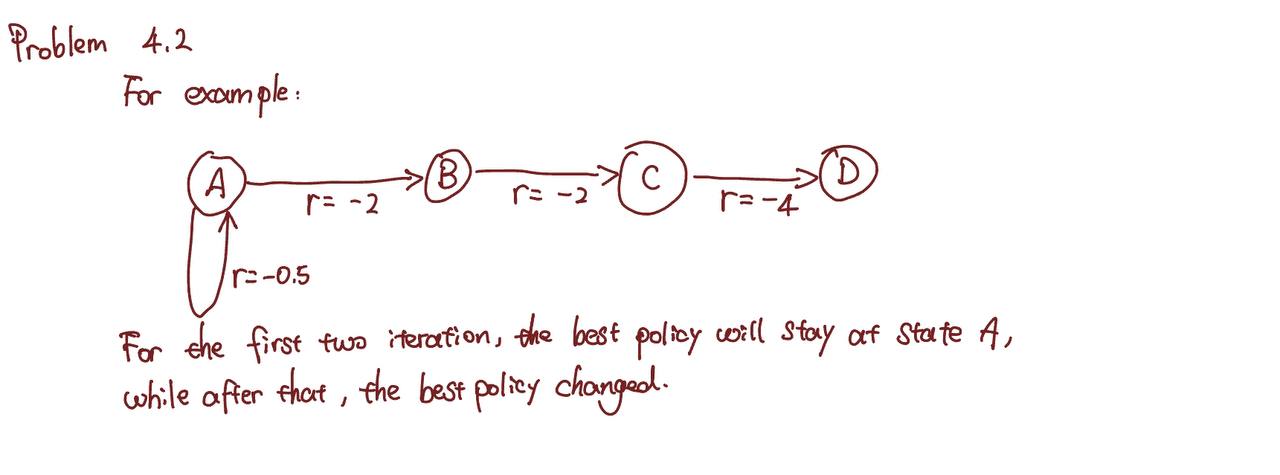 Problem 4.2
For example:
A
B
C
D
r= -2
r= -2
r= -4
r= -0.5
For the first two iteration, the best policy will stay at state A,
while after that, the best policy changed.